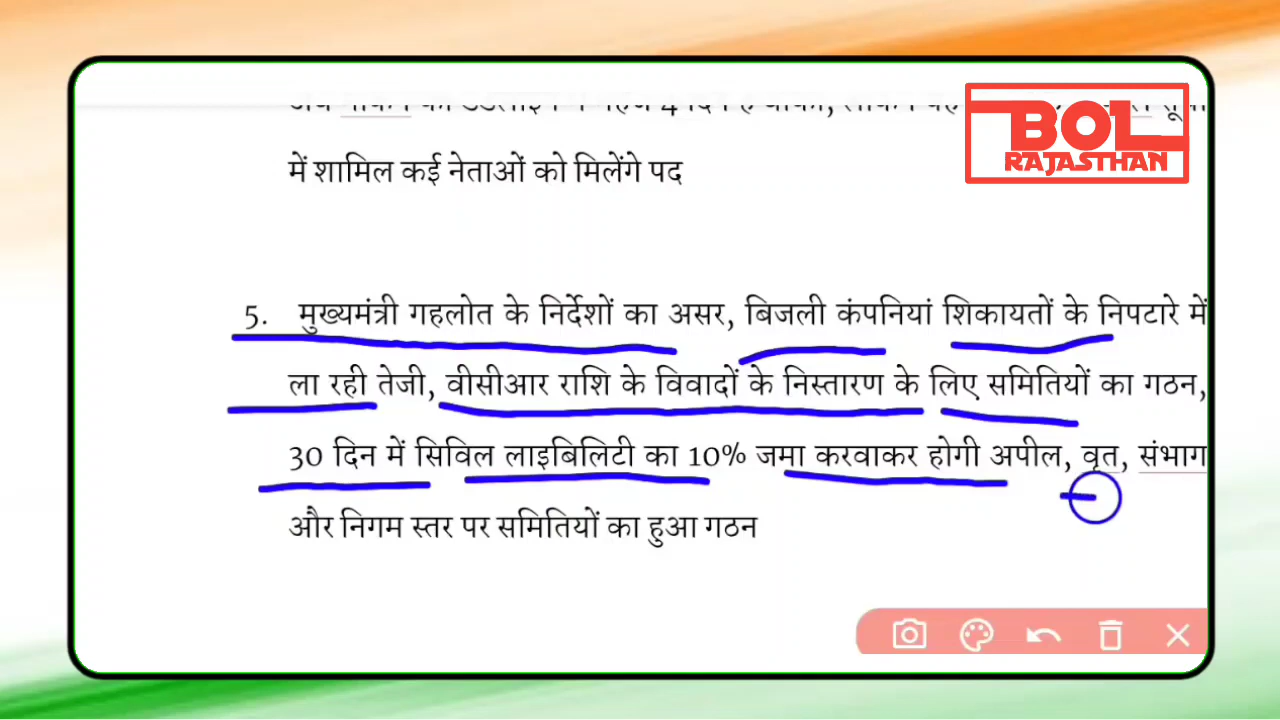 4 दिन है
BOL
RAJASTHAN
में शामिल कई नेताओं को मिलेंगे पद
5. मुख्यमंत्री गहलोत के निर्देशों का असर, बिजली कंपनियां शिकायतों के निपटारे में
ला रही तेजी, वीसीआर राशि के विवादों के निस्तारण के लिए समितियों का गठन,
30 दिन में सिविल लाइबिलिटी का 10% जमा करवाकर होगी अपील, वृत, संभाग
और निगम स्तर पर समितियों का हुआ गठन